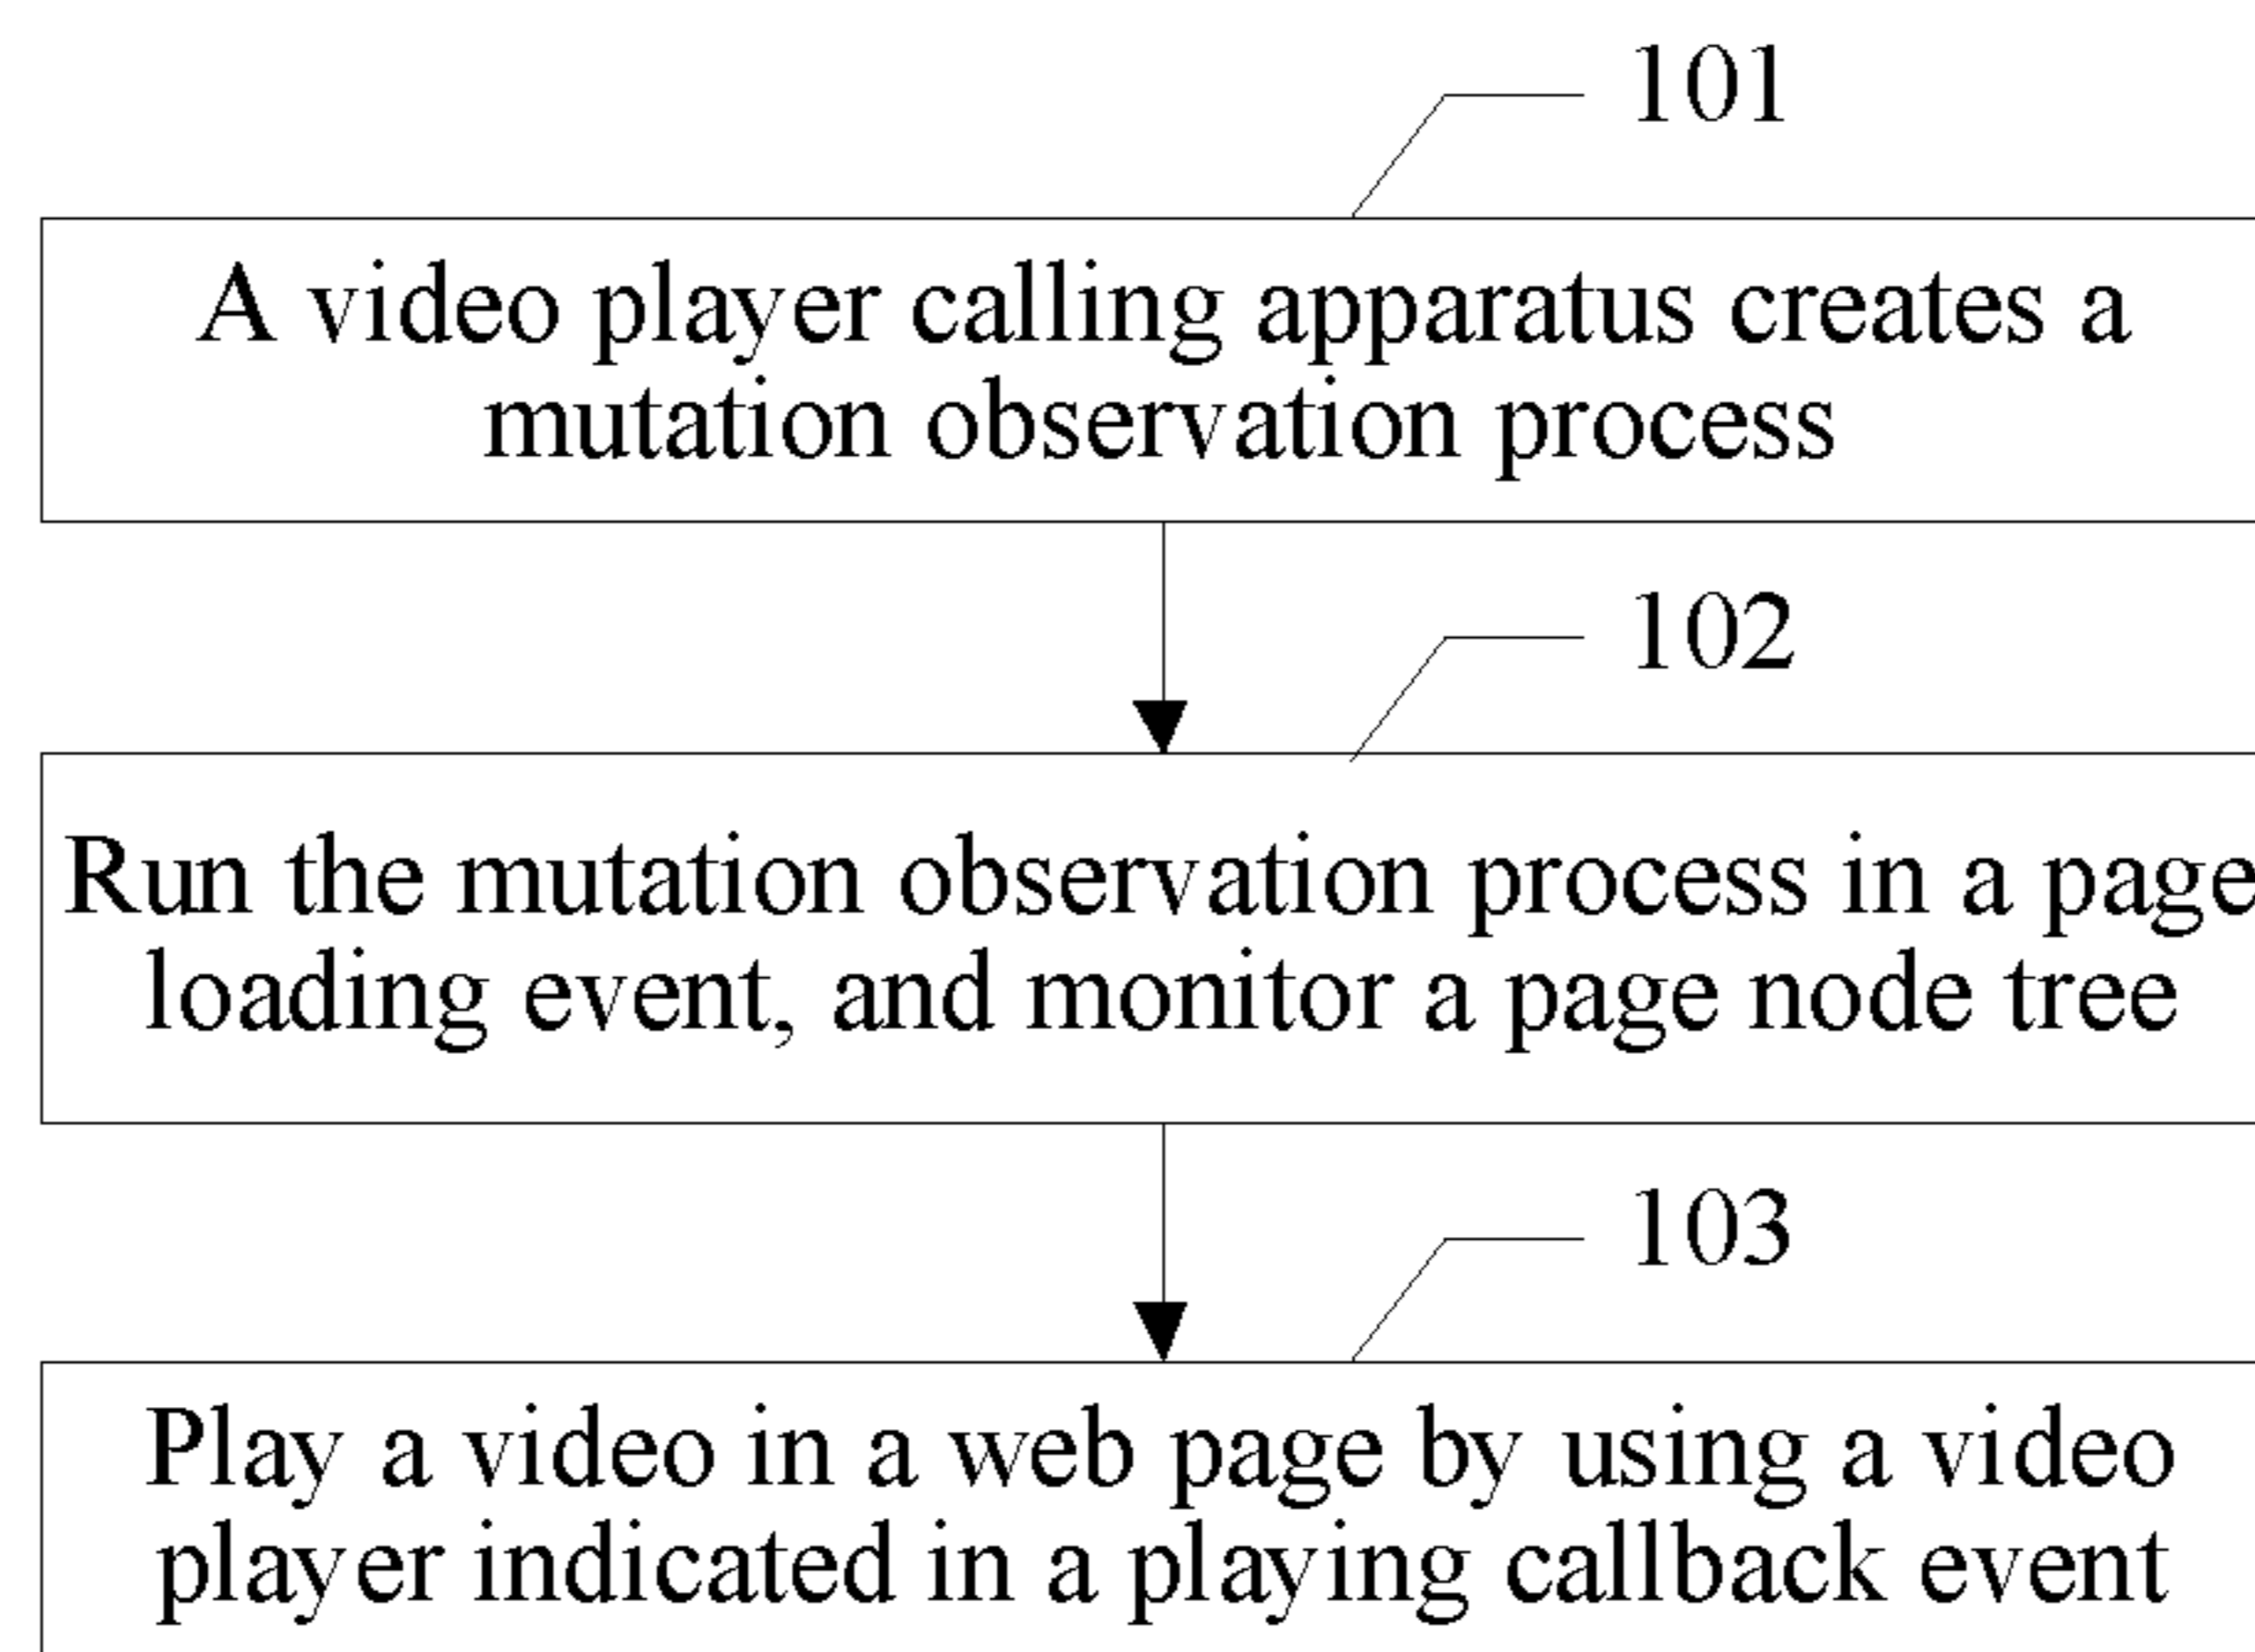 101
A video player calling apparatus creates a
mutation observation process
102
Run the mutation observation process in a page
loading event, and monitor a page node tree
103
Play a video in a web page by using a video
player indicated in a playing callback event